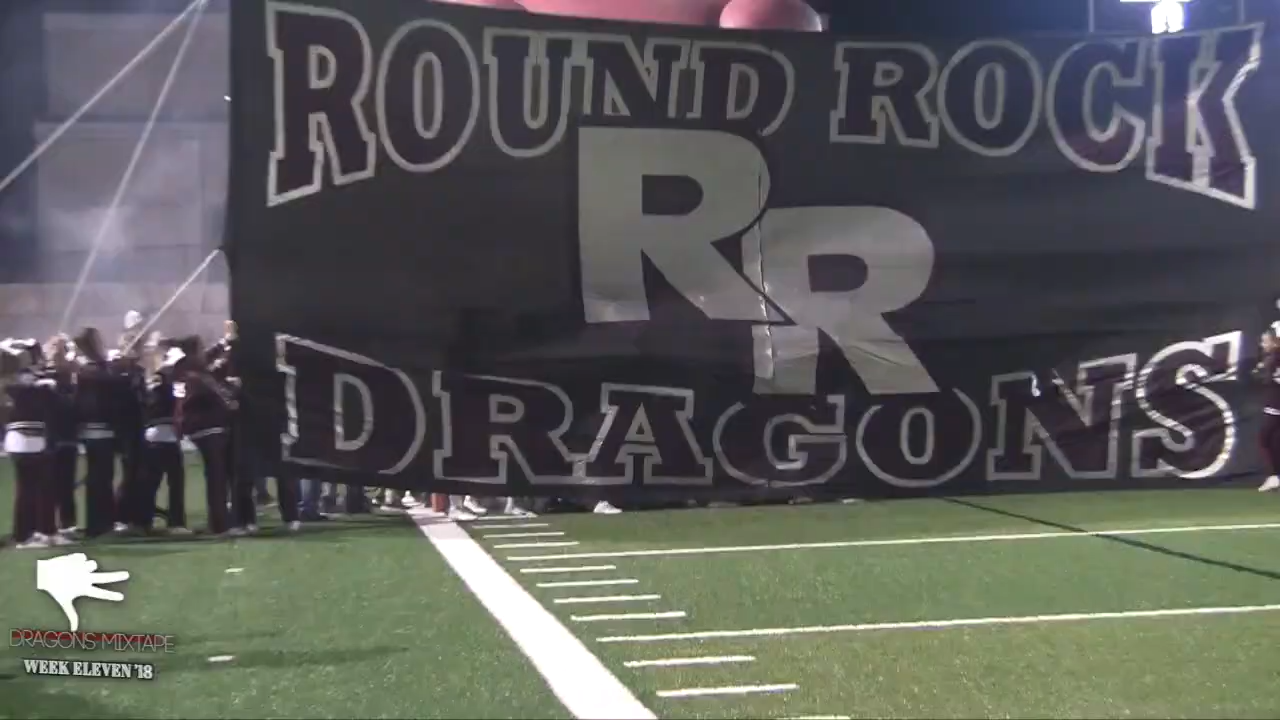 ROUND ROCK
RR
DRAGONS
DRAGONS MIXTAPE
WEEK ELEVEN '18